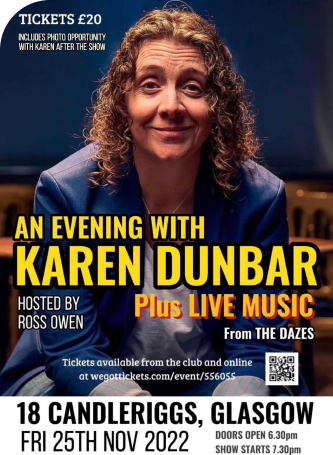 TICKETS £20
INCLUDES PHOTO OPPORTUNITY
WITH KAREN AFTER THE SHOW
AN EVENING WITH
KAREN DUNBAR
HOSTED BY
ROSS OWEN
Plus LIVE MUSIC
From THE DAZES
Tickets available from the club and online
at wegottickets.com/event/556055
18 CANDLERIGGS, GLASGOW
FRI 25TH NOV 2022
DOORS OPEN 6.30pm
SHOW STARTS 7.30pm